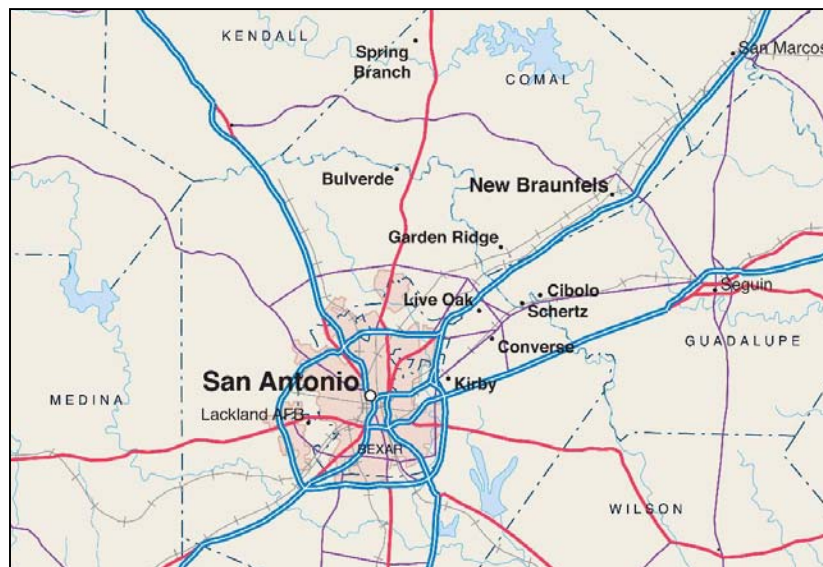 KENDALL
Spring
Branch
COMAL
San Marcos
Bulverde
New Braunfels
Garden Ridge
Live Oak
Cibolo
Schertz
Seguin
Converse
GUADALUPE
San Antonio
Kirby
MEDINA
Lackland AFB
BEXAR
WILSON